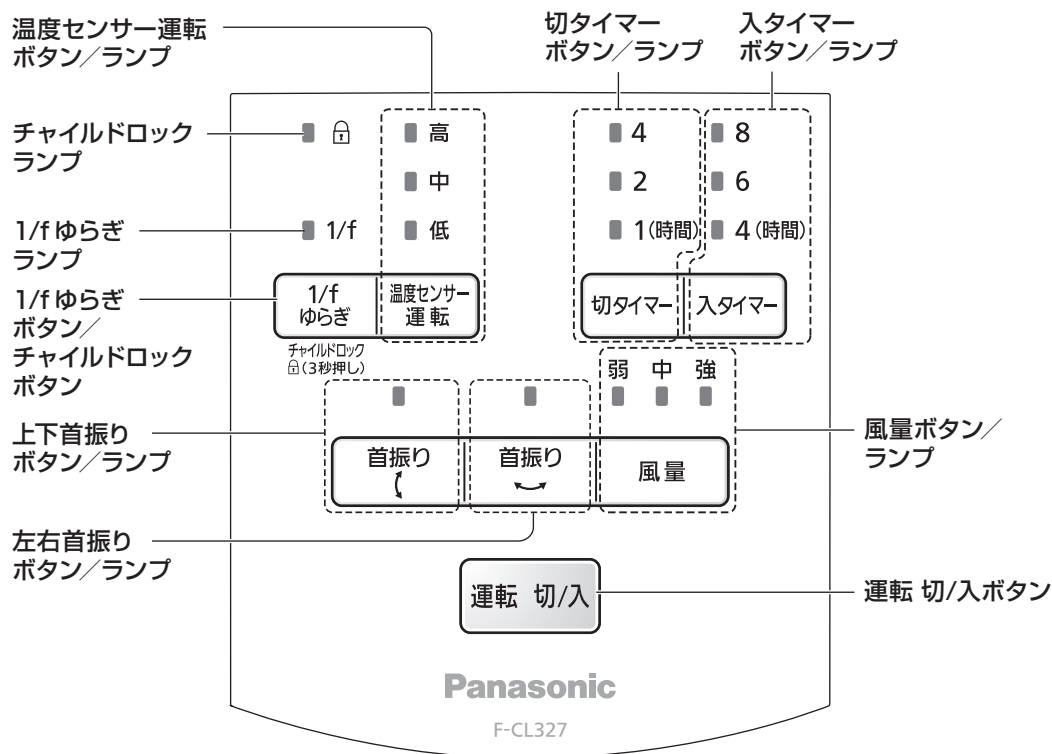 温度センサー運転
ボタン／ランプ
切タイマー
ボタン／ランプ
入タイマー
ボタン／ランプ
チャイルドロック
ランプ
高
4
8
中
2
6
1/fゆらぎ
ランプ
1/f
低
1(時間)
4(時間)
1/fゆらぎ
ボタン／
チャイルドロック
ボタン
1/f
ゆらぎ
温度センサー
運転
切タイマー
入タイマー
チャイルドロック
(3秒押し)
弱 中 強
上下首振り
ボタン／ランプ
首振り
首振り
風量
風量ボタン／
ランプ
左右首振り
ボタン／ランプ
運転 切/入
運転 切/入ボタン
Panasonic
F-CL327